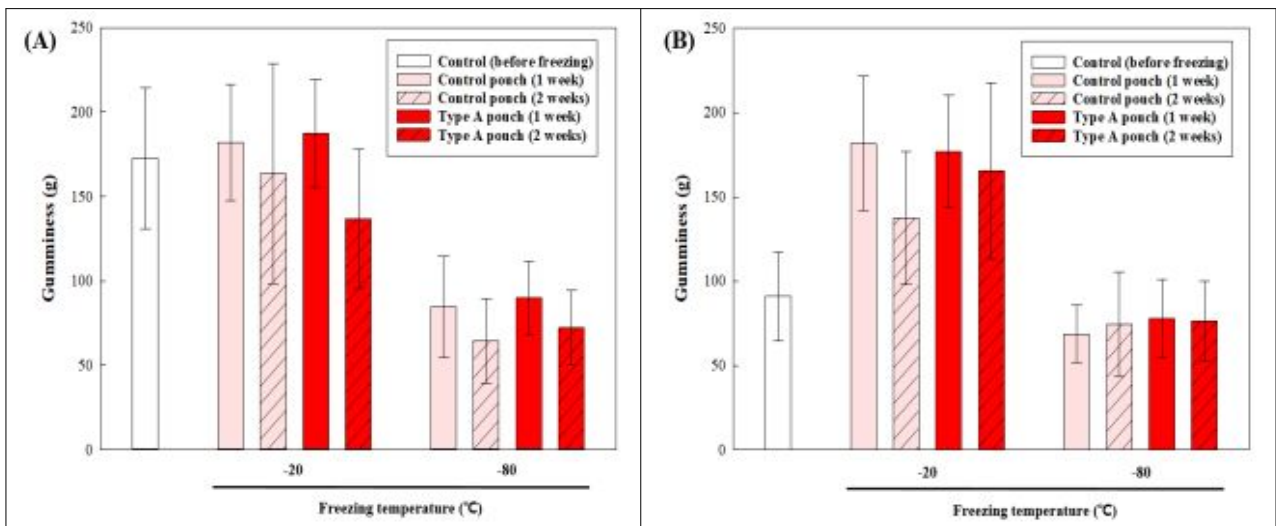 (A)
250
200
150
100
50
0
Gumminess (g)
Control (before freezing)
Control pouch (1 week)
Control pouch (2 weeks)
Type A pouch (1 week)
Type A pouch (2 weeks)
-20
-80
Freezing temperature (℃)
(B)
250
200
150
100
50
0
Gumminess (g)
Control (before freezing)
Control pouch (1 week)
Control pouch (2 weeks)
Type A pouch (1 week)
Type A pouch (2 weeks)
-20
-80
Freezing temperature (℃)